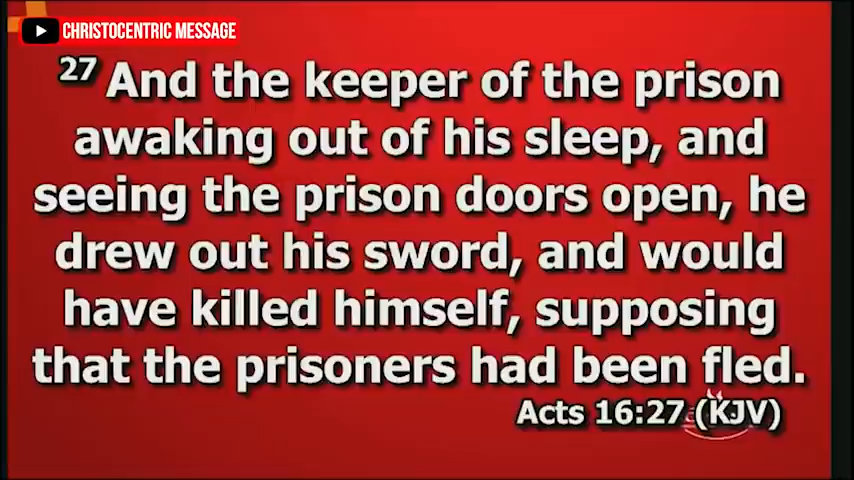 CHRISTOCENTRIC MESSAGE
27 And the keeper of the prison
awaking out of his sleep, and
seeing the prison doors open, he
drew out his sword, and would
have killed himself, supposing
that the prisoners had been fled.
Acts 16:27 (KJV)